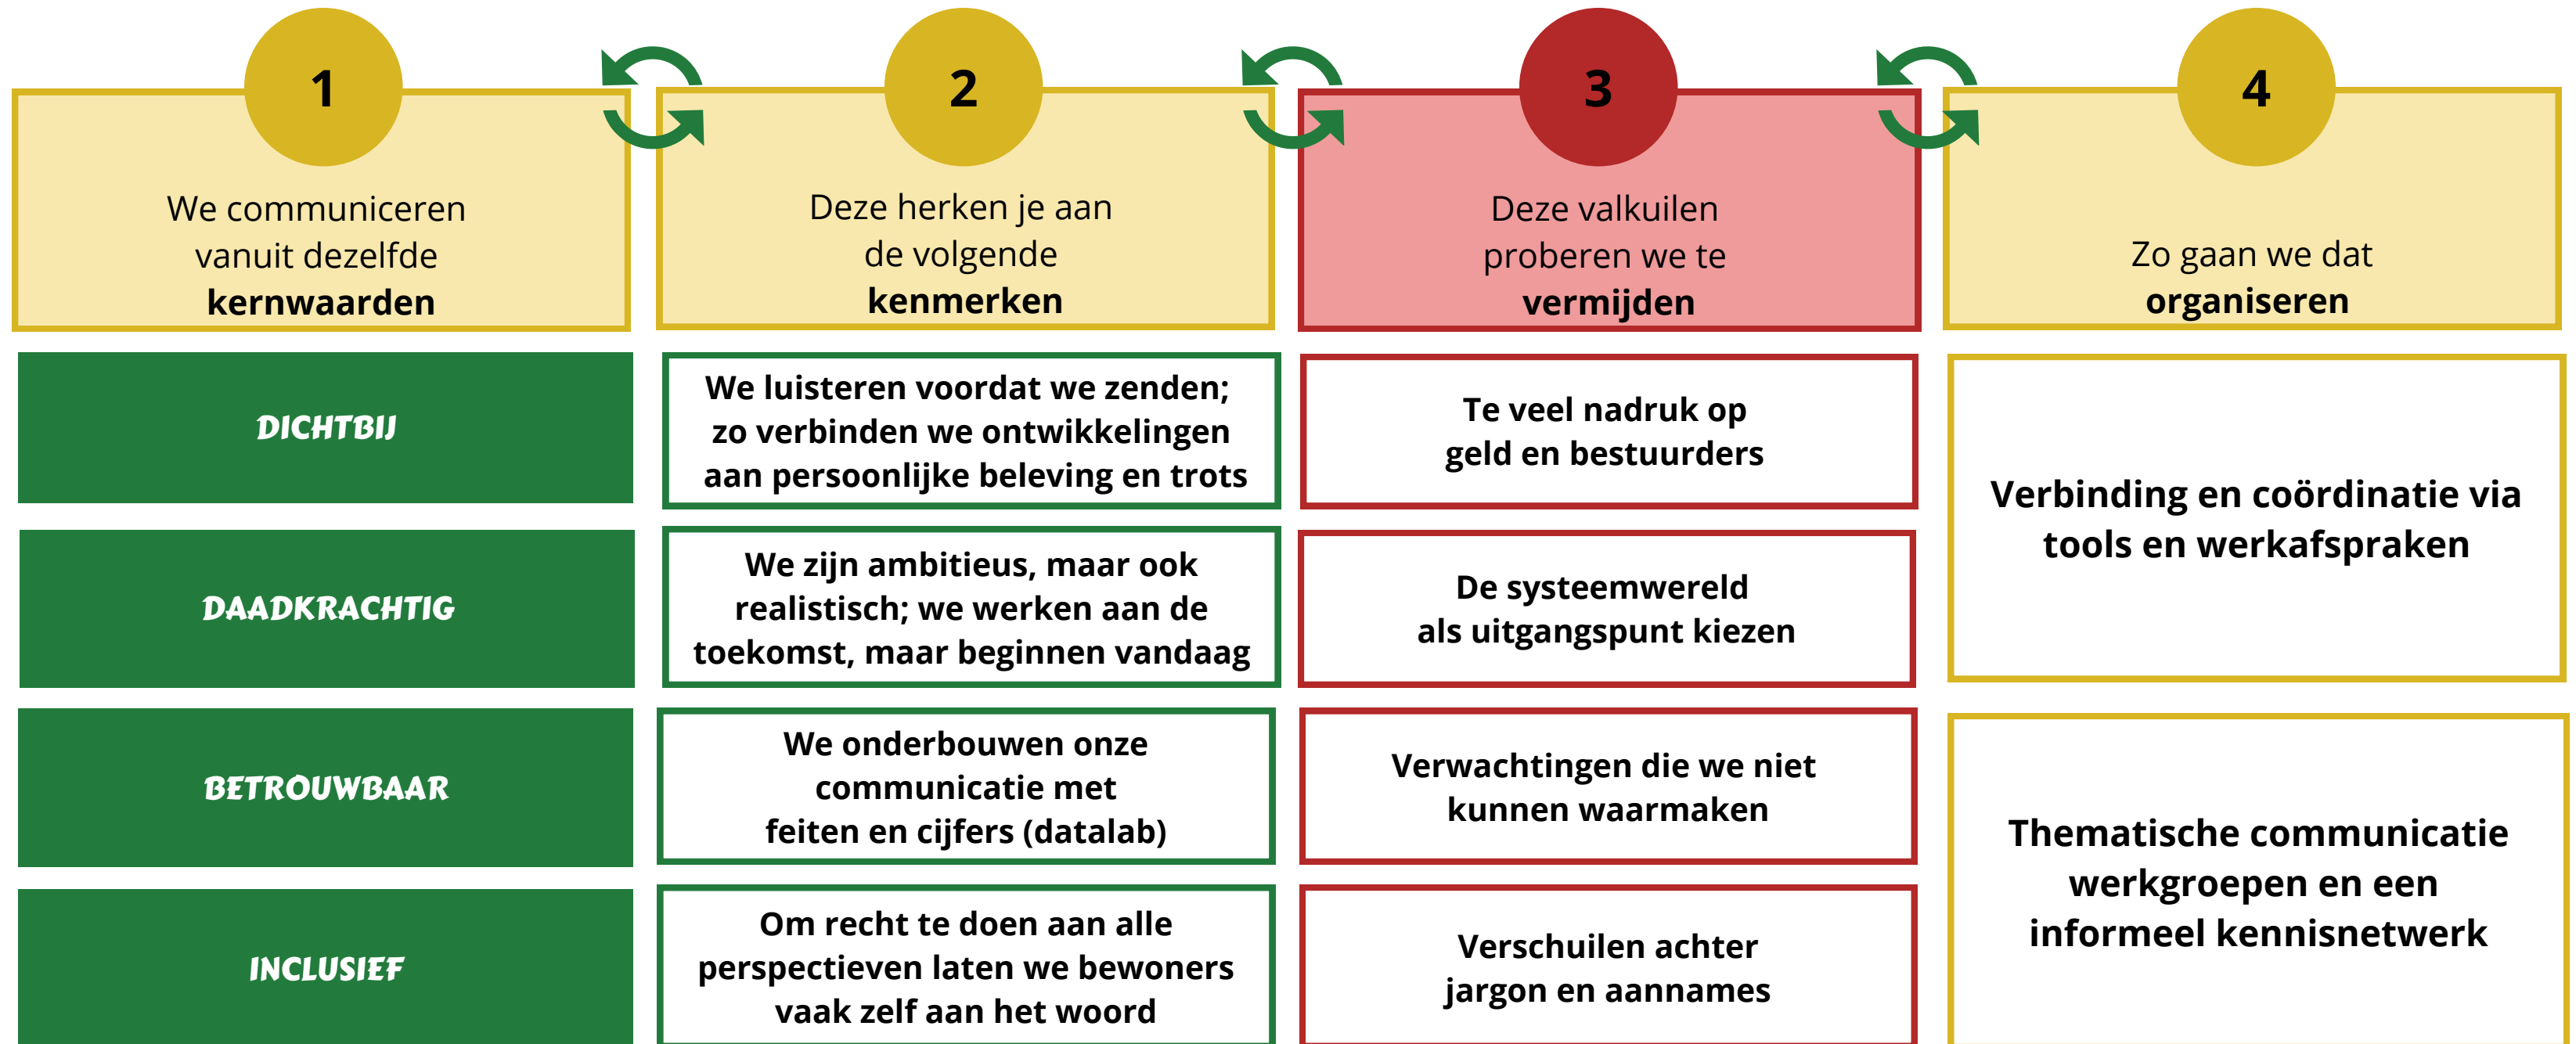 1
We communiceren
vanuit dezelfde
kernwaarden
2
Deze herken je aan
de volgende
kenmerken
3
Deze valkuilen
proberen we te
vermijden
4
Zo gaan we dat
organiseren
DICHTBIJ
We luisteren voordat we zenden;
zo verbinden we ontwikkelingen
aan persoonlijke beleving en trots
Te veel nadruk op
geld en bestuurders
Verbinding en coördinatie via
tools en werkafspraken
DAADKRACHTIG
We zijn ambitieus, maar ook
realistisch; we werken aan de
toekomst, maar beginnen vandaag
De systeemwereld
als uitgangspunt kiezen
BETROUWBAAR
We onderbouwen onze
communicatie met
feiten en cijfers (datalab)
Verwachtingen die we niet
kunnen waarmaken
Thematische communicatie
werkgroepen en een
informeel kennisnetwerk
INCLUSIEF
Om recht te doen aan alle
perspectieven laten we bewoners
vaak zelf aan het woord
Verschuilen achter
jargon en aannames